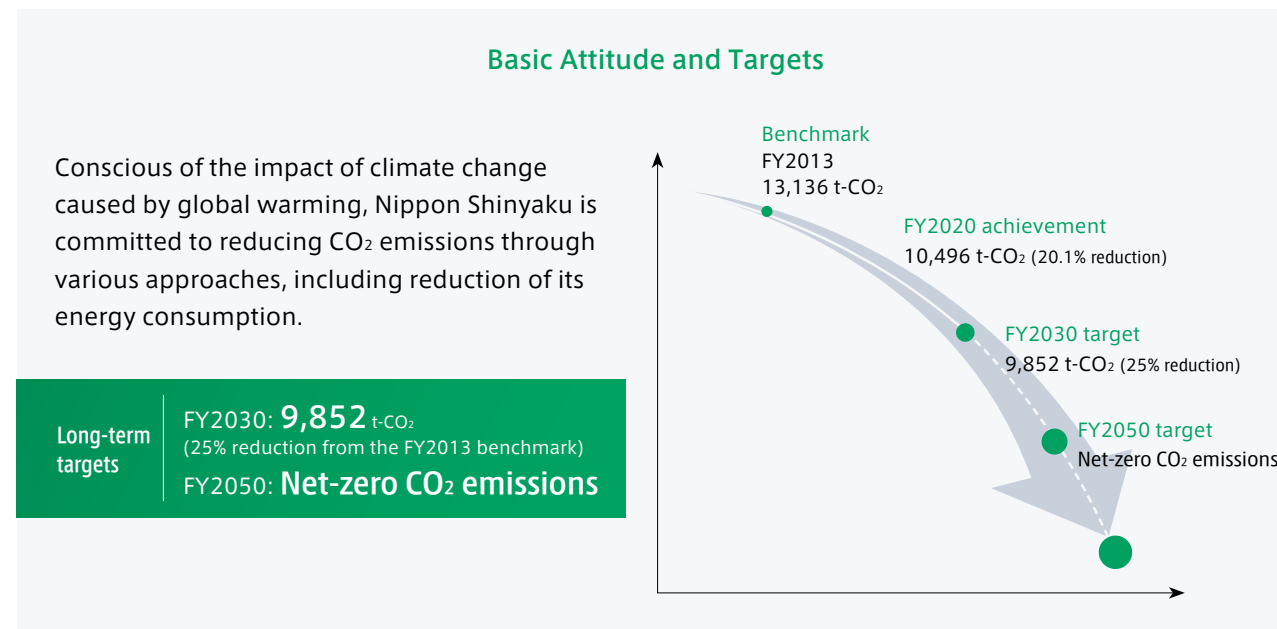 Basic Attitude and Targets
Conscious of the impact of climate change
caused by global warming, Nippon Shinyaku is
committed to reducing CO₂ emissions through
various approaches, including reduction of its
energy consumption.
Long-term
targets
FY2030: 9,852 t-CO₂
(25% reduction from the FY2013 benchmark)
FY2050: Net-zero CO₂ emissions
Benchmark
FY2013
13,136 t-CO₂
FY2020 achievement
10,496 t-CO₂ (20.1% reduction)
FY2030 target
9,852 t-CO₂ (25% reduction)
FY2050 target
Net-zero CO₂ emissions